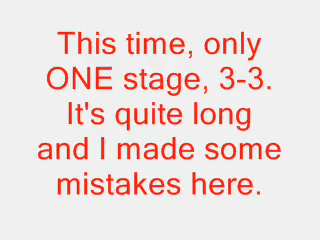 This time, only
ONE stage, 3-3.
It's quite long
and I made some
mistakes here.